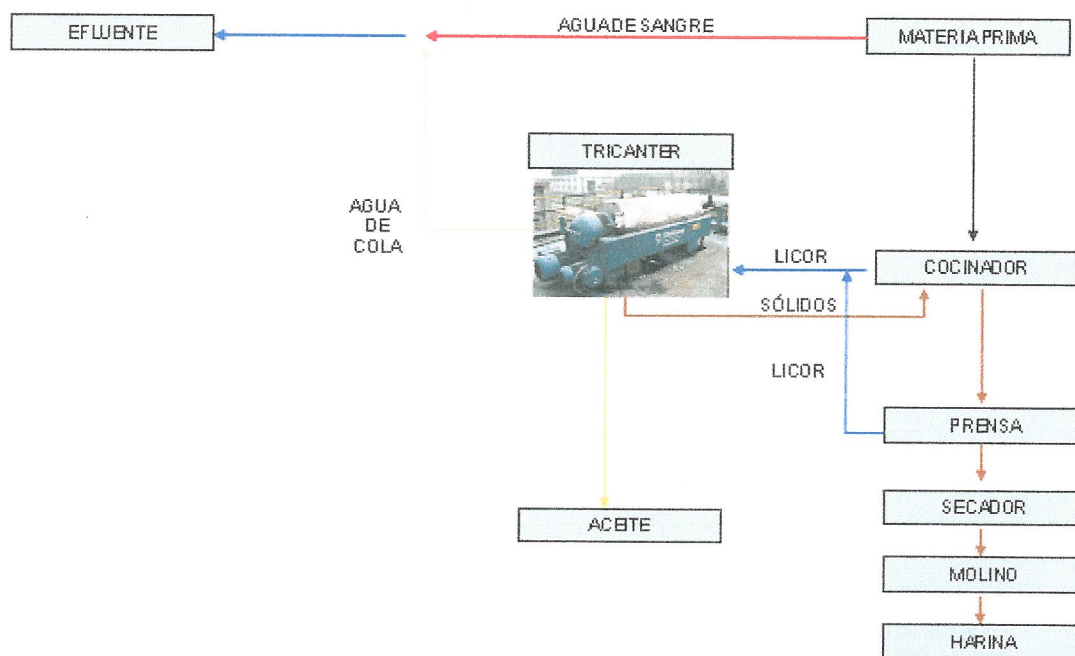 EFLUENTE
AGUA DE SANGRE
MATERIA PRIMA
TRICANTER
AGUA
DE
COLA
LICOR
COCINADOR
SÓLIDOS
LICOR
PRENSA
SECADOR
ACEITE
MOLINO
HARINA